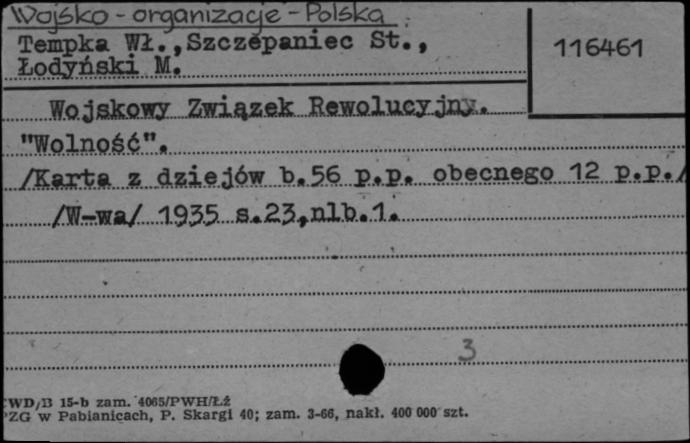 Wojsko - organizacje - Polska
Tempka Wł., Szczepaniec St.,
Łodyński M.
116461
Wojskowy Związek Rewolucyjny.
"Wolność".
/Karta z dziejów b.56 p.p. obecnego 12 p.p./
/W-wa/ 1935 s.23,nlb.1.
3
WD/B 15-b zam. 4065/PWH/Łź
PZG w Pabianicach, P. Skargi 40; zam. 3-66, nakł. 400 000 szt.